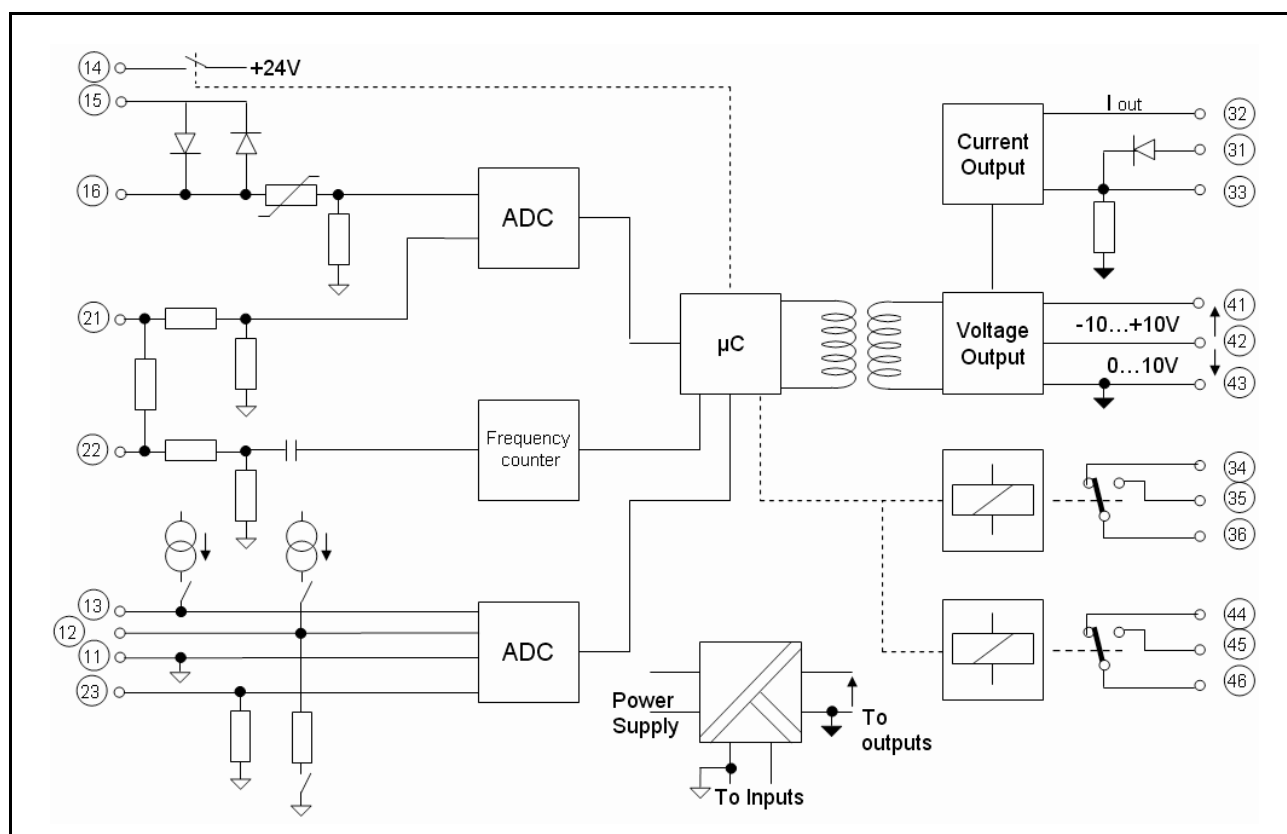 14
+24V
15
16
ADC
21
22
Frequency
counter
13
12
11
23
ADC
µC
Current
Output
I out
32
31
33
Voltage
Output
41
-10...+10V
42
0...10V
43
34
35
36
44
45
46
Power
Supply
To
outputs
To Inputs